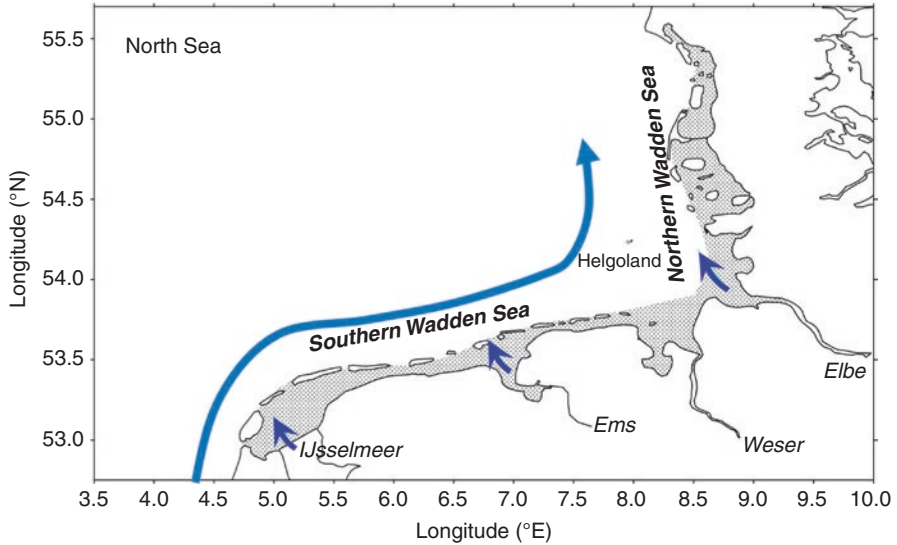 North Sea
55.5
55.0
54.5
54.0
53.5
53.0
Longitude (°N)
Northern Wadden Sea
Helgoland
Southern Wadden Sea
Elbe
Ems
Weser
IJsselmeer
3.5 4.0 4.5 5.0 5.5 6.0 6.5 7.0 7.5 8.0 8.5 9.0 9.5 10.0
Longitude (°E)